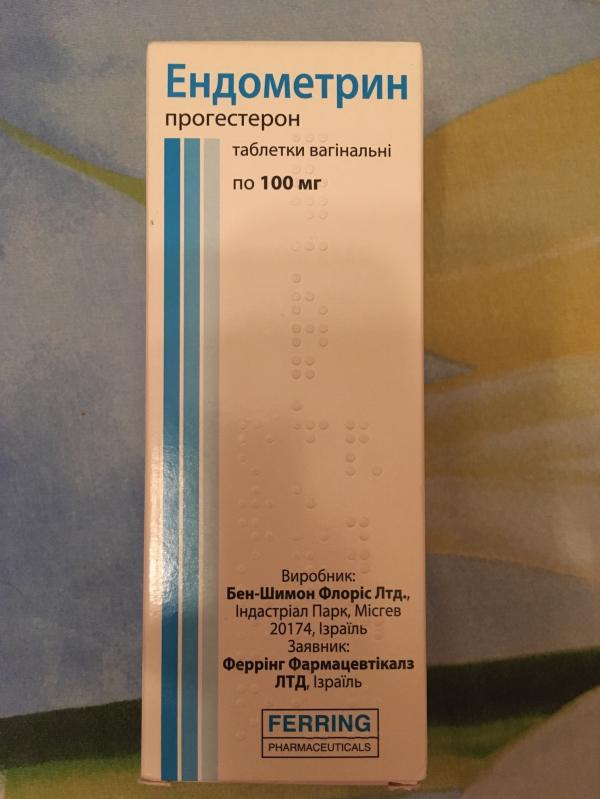 Ендометрин
прогестерон
таблетки вагінальні
по 100 мг
Виробник:
Бен-Шимон Флоріс Лтд.,
Індастріал Парк, Місгев
20174, Ізраїль
Заявник:
Феррінг Фармацевтікалз
ЛТД, Ізраїль
FERRING
PHARMACEUTICALS